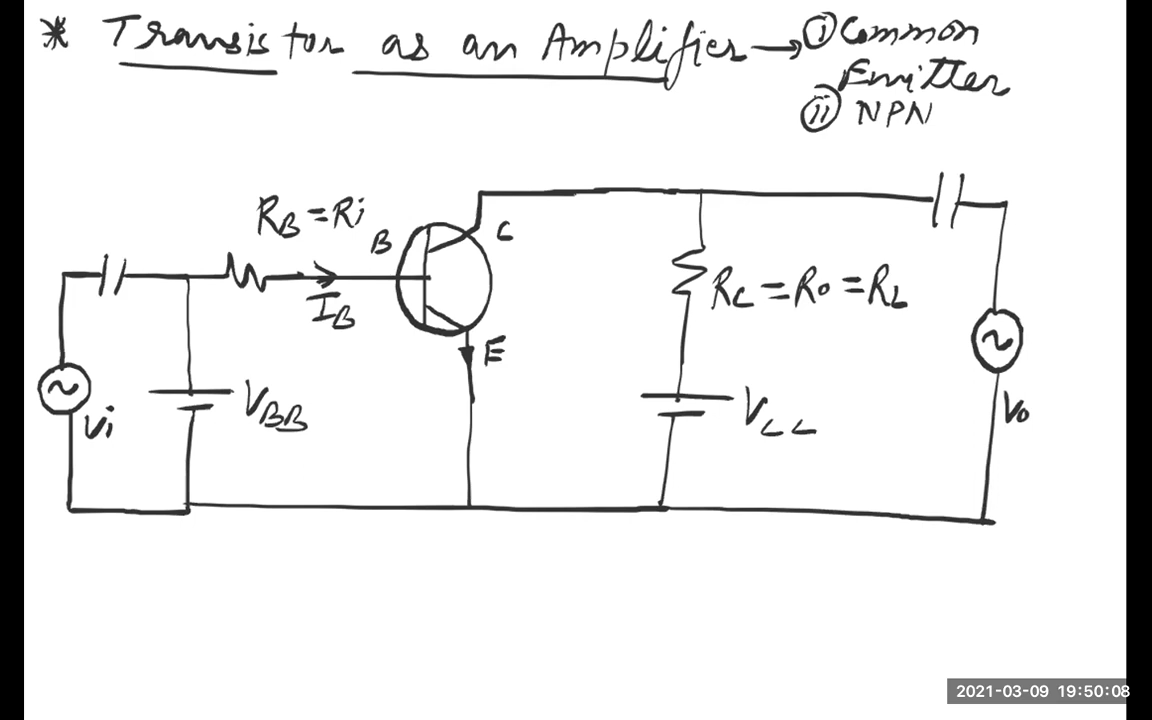 * Transistor as an Amplifier → (i) Common
Emitter
(ii) NPN
RB = Ri
B
C
IB
RC = Ro = RL
E
VBB
VCC
Vi
Vo
2021-03-09 19:50:08